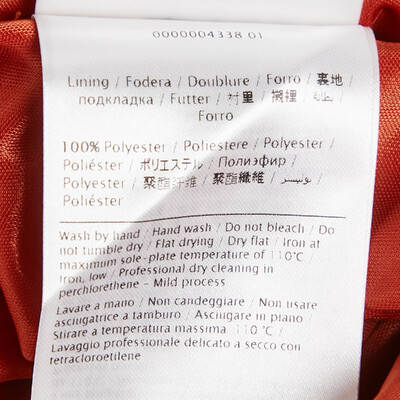 0000004338 01
Lining / Fodera / Doublure / Forro / 裏地 /
подкладка / Futter / 衬里 / 襯裡 /
Forro
100% Polyester / Poliestere / Polyester /
Poliéster / ポリエステル / Полиэфир /
Polyester / 聚酯纤维 / 聚酯纖維 / بوليستر /
Poliéster
Wash by hand / Hand wash / Do not bleach / Do
not tumble dry / Flat drying / Dry flat / Iron at
maximum sole-plate temperature of 110°C /
Iron, low / Professional dry cleaning in
perchlorethene - Mild process
Lavare a mano / Non candeggiare / Non usare
asciugatrice a tamburo / Asciugare in piano /
Stirare a temperatura massima 110°C /
Lavaggio professionale delicato a secco con
tetracloroetilene